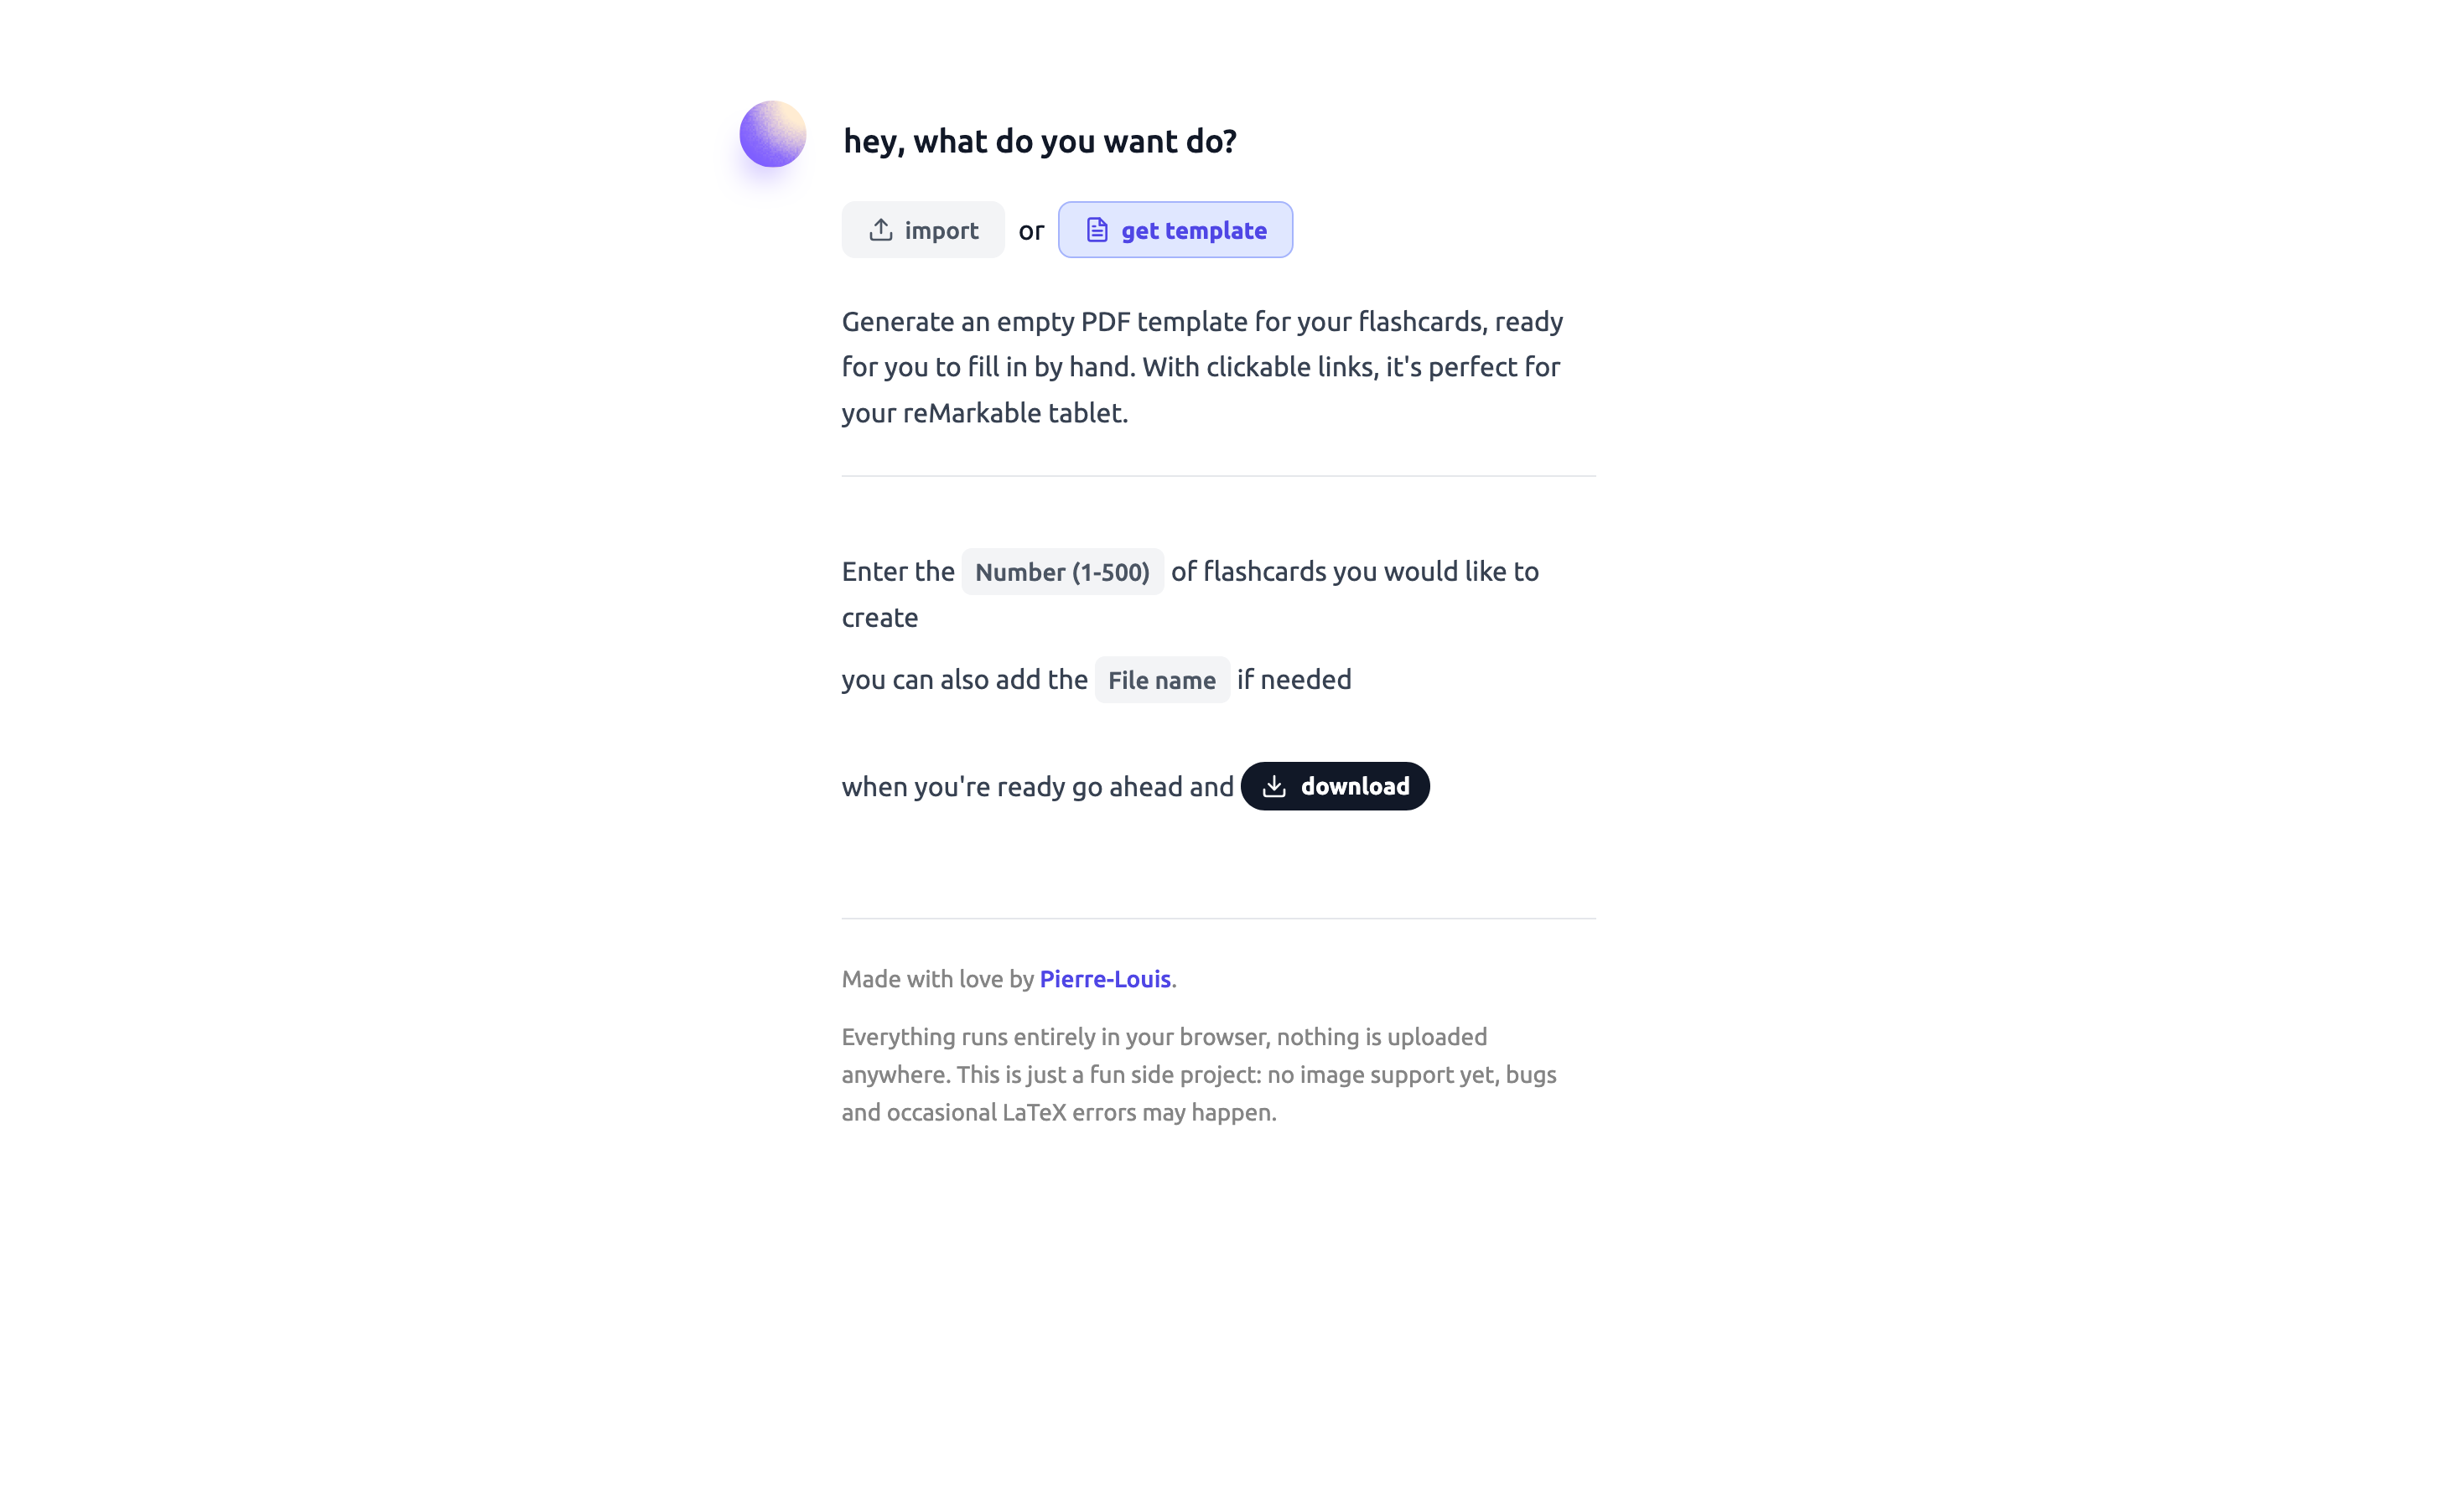 hey, what do you want do?
import or get template
Generate an empty PDF template for your flashcards, ready
for you to fill in by hand. With clickable links, it's perfect for
your reMarkable tablet.
Enter the Number (1-500) of flashcards you would like to
create
you can also add the File name if needed
when you're ready go ahead and download
Made with love by Pierre-Louis.
Everything runs entirely in your browser, nothing is uploaded
anywhere. This is just a fun side project: no image support yet, bugs
and occasional LaTeX errors may happen.